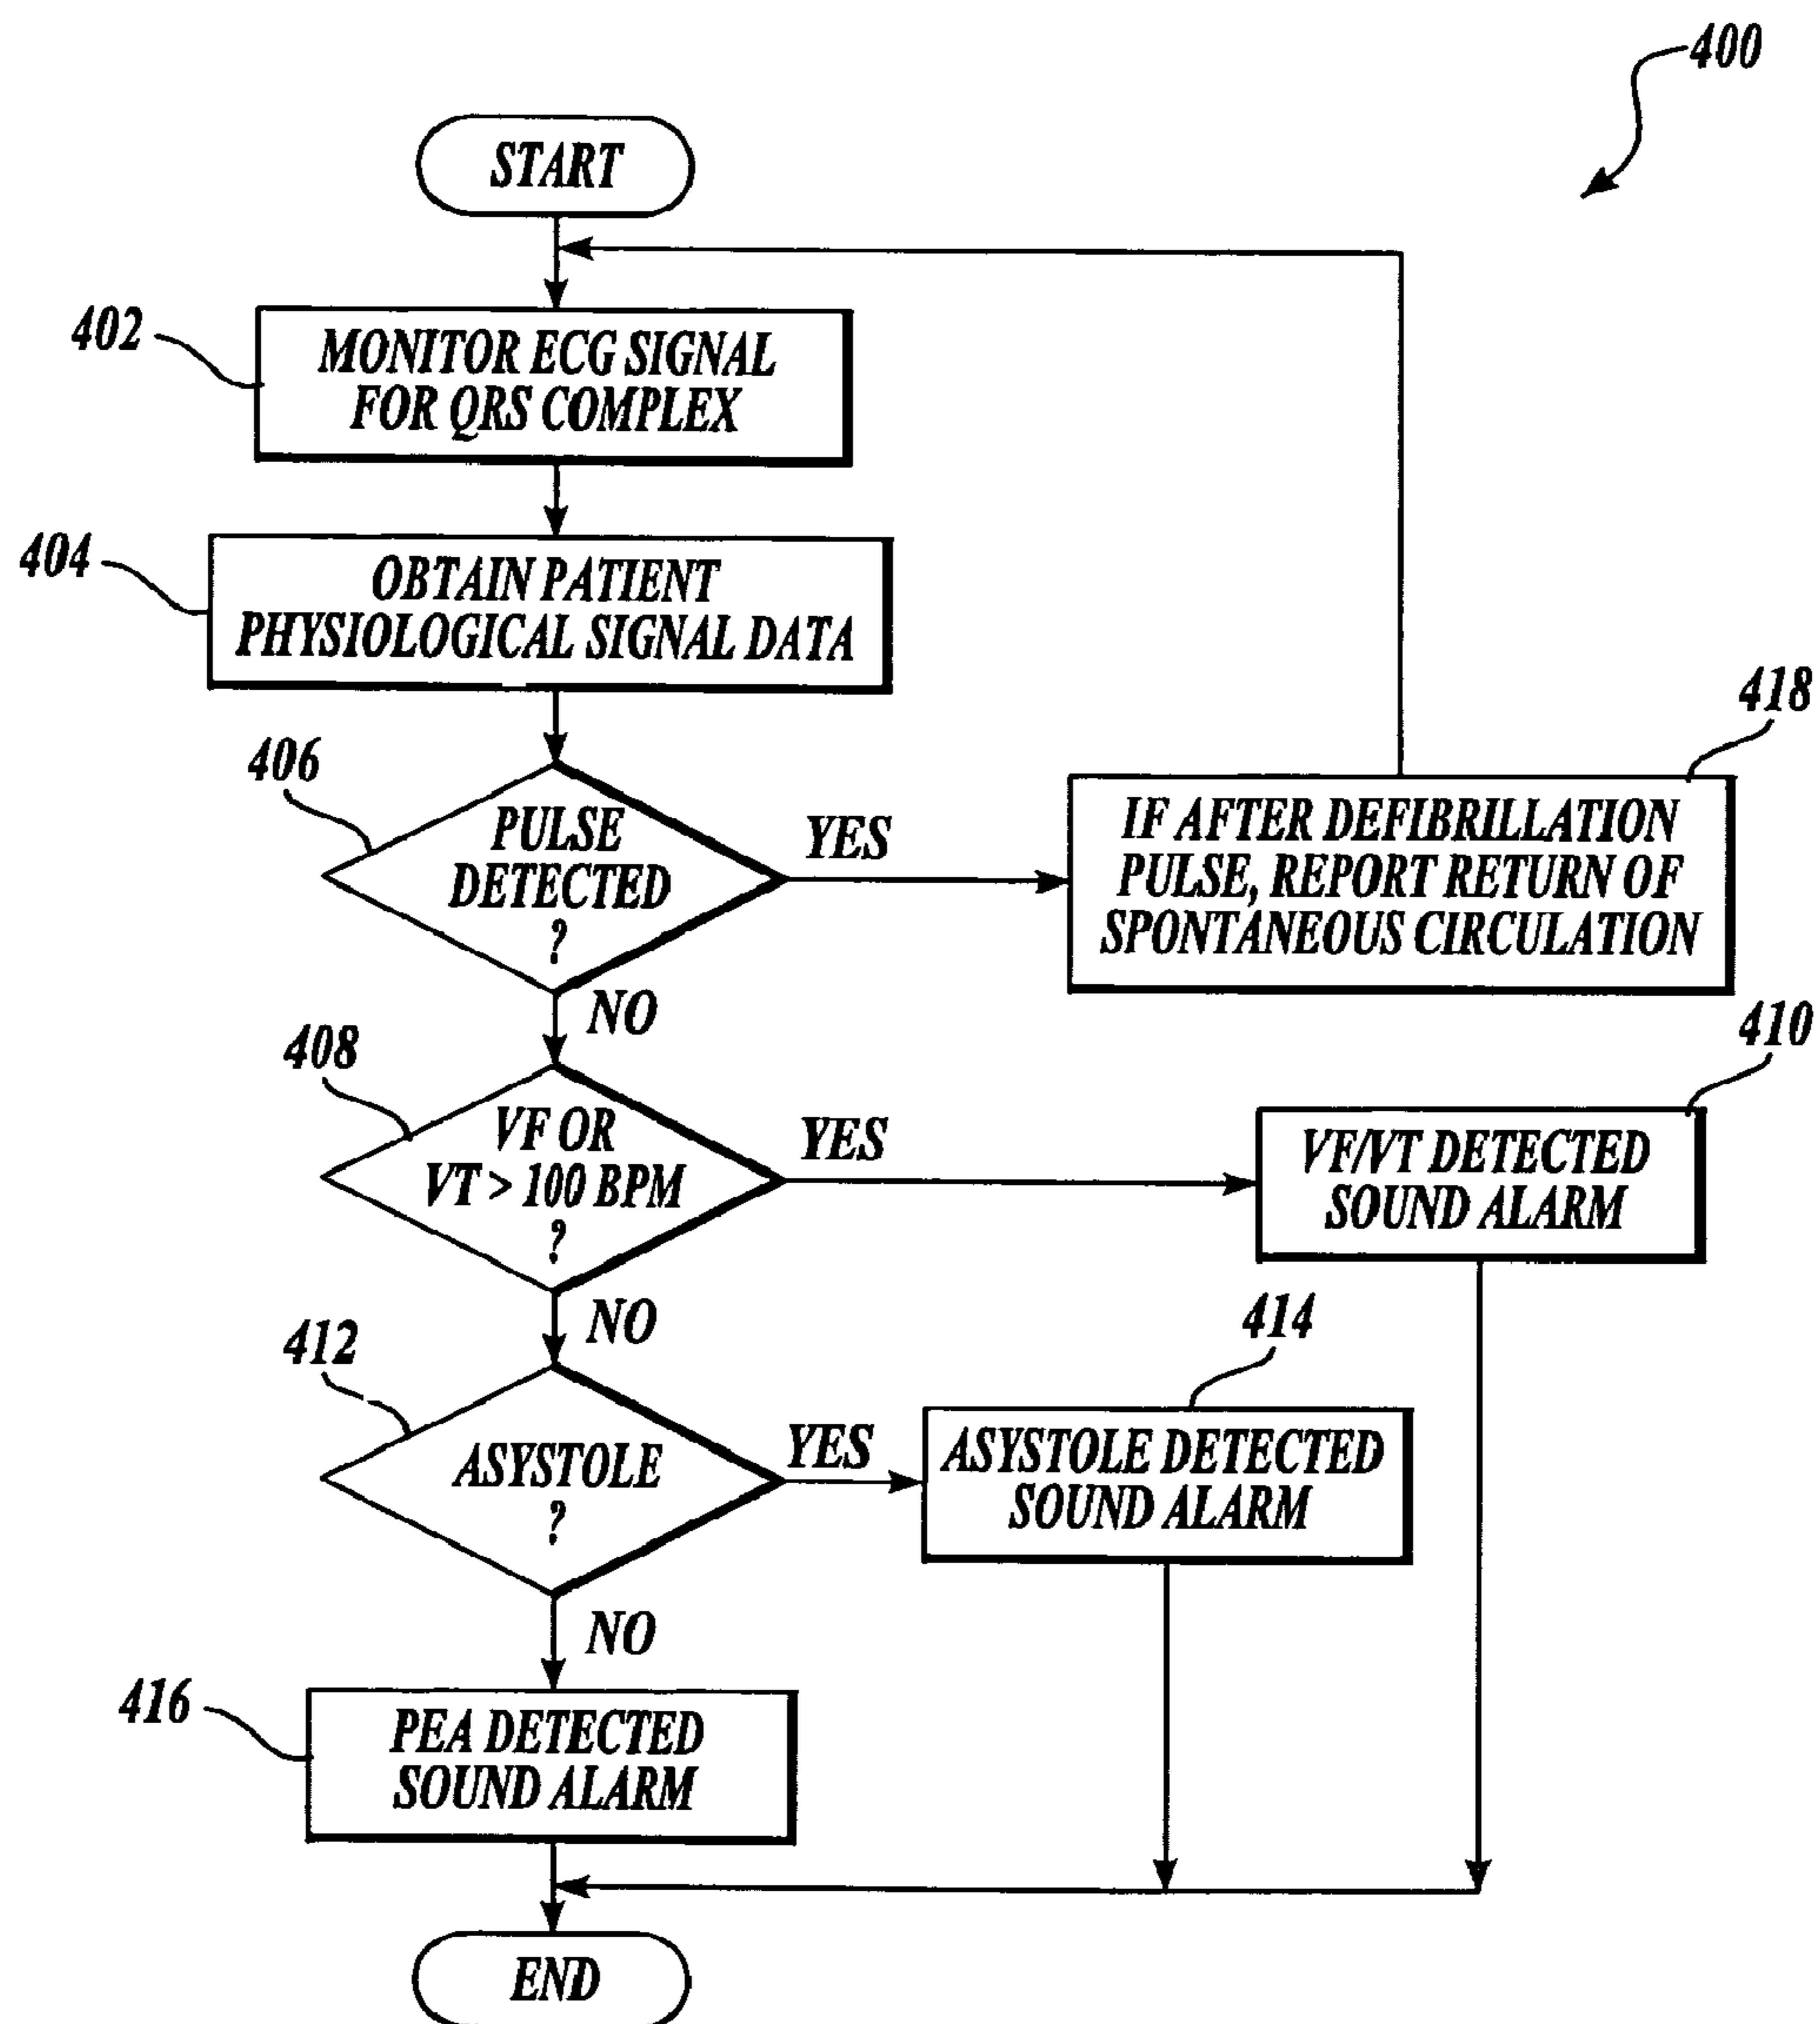 400
START
402
MONITOR ECG SIGNAL
FOR QRS COMPLEX
404
OBTAIN PATIENT
PHYSIOLOGICAL SIGNAL DATA
406
PULSE
DETECTED
?
YES
418
IF AFTER DEFIBRILLATION
PULSE, REPORT RETURN OF
SPONTANEOUS CIRCULATION
NO
408
VF OR
VT > 100 BPM
?
YES
410
VF/VT DETECTED
SOUND ALARM
NO
412
ASYSTOLE
?
YES
414
ASYSTOLE DETECTED
SOUND ALARM
NO
416
PEA DETECTED
SOUND ALARM
END